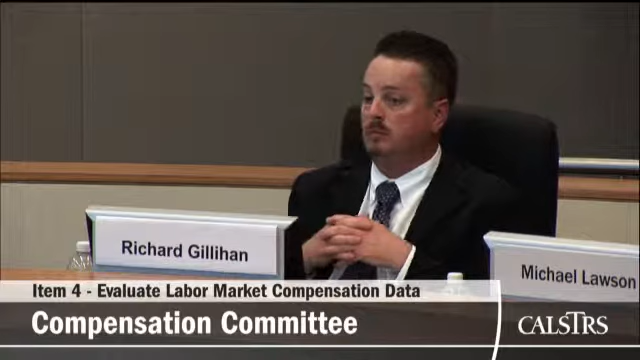 Richard Gillihan
Michael Lawson
Item 4 - Evaluate Labor Market Compensation Data
Compensation Committee
CALSTRS